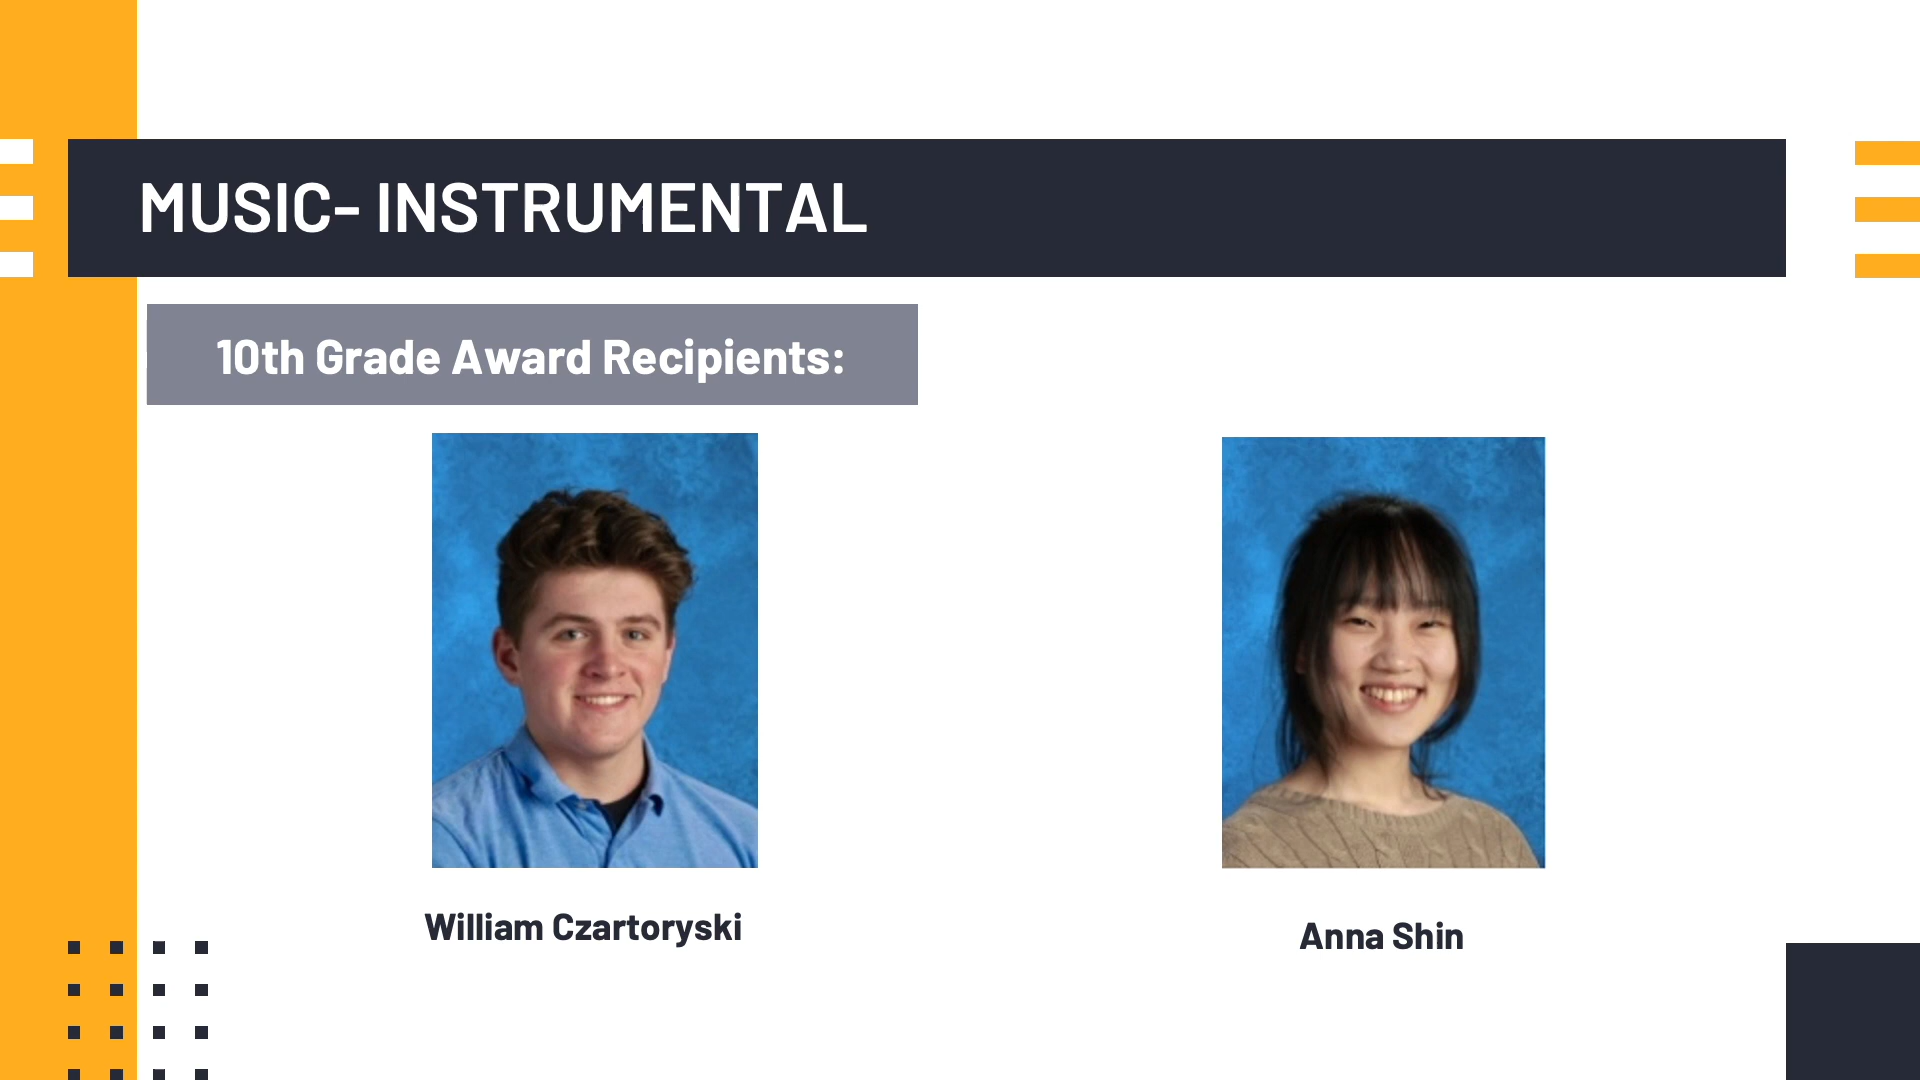 MUSIC- INSTRUMENTAL
10th Grade Award Recipients:
William Czartoryski
Anna Shin